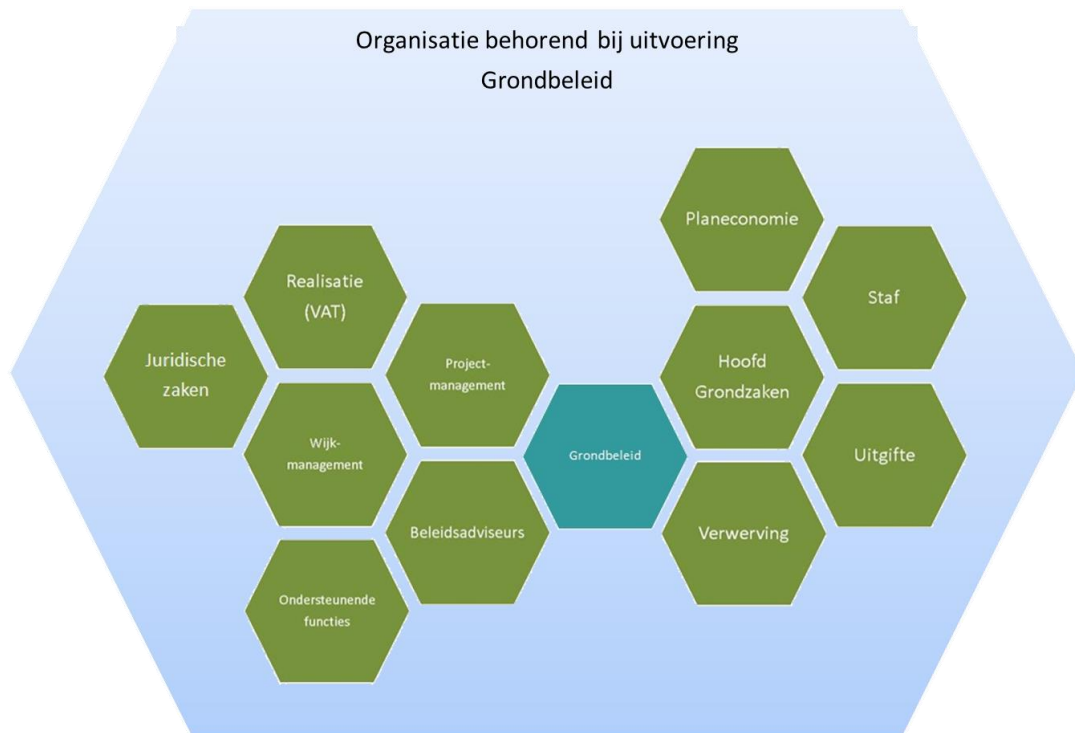 Organisatie behorend bij uitvoering
Grondbeleid
Planeconomie
Realisatie
(VAT)
Staf
Juridische
zaken
Project-
management
Hoofd
Grondzaken
Wijk-
management
Grondbeleid
Uitgifte
Beleidsadviseurs
Verwerving
Ondersteunende
functies